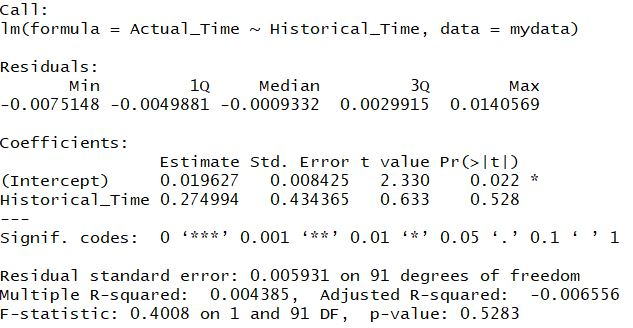 Call:
lm(formula = Actual_Time ~ Historical_Time, data = mydata)
Residuals:
Min 1Q Median 3Q Max
-0.0075148 -0.0049881 -0.0009332 0.0029915 0.0140569
Coefficients:
Estimate Std. Error t value Pr(>|t|)
(Intercept) 0.019627 0.008425 2.330 0.022 *
Historical_Time 0.274994 0.434365 0.633 0.528
---
Signif. codes: 0 ‘***’ 0.001 ‘**’ 0.01 ‘*’ 0.05 ‘.’ 0.1 ‘ ’ 1
Residual standard error: 0.005931 on 91 degrees of freedom
Multiple R-squared: 0.004385, Adjusted R-squared: -0.006556
F-statistic: 0.4008 on 1 and 91 DF, p-value: 0.5283